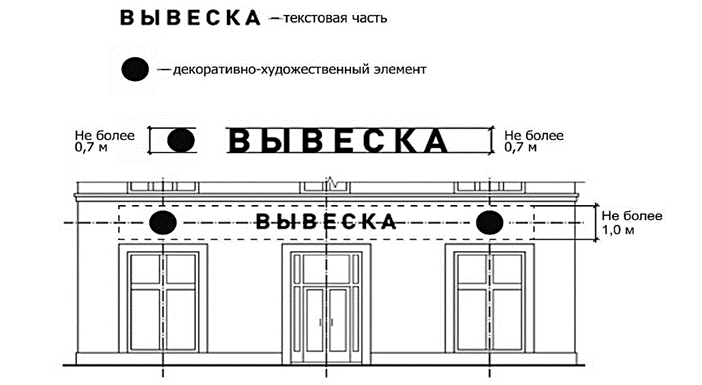 ВЫВЕСКА — текстовая часть
— декоративно-художественный элемент
Не более
0,7 м
ВЫВЕСКА
Не более
0,7 м
ВЫВЕСКА
Не более
1,0 м